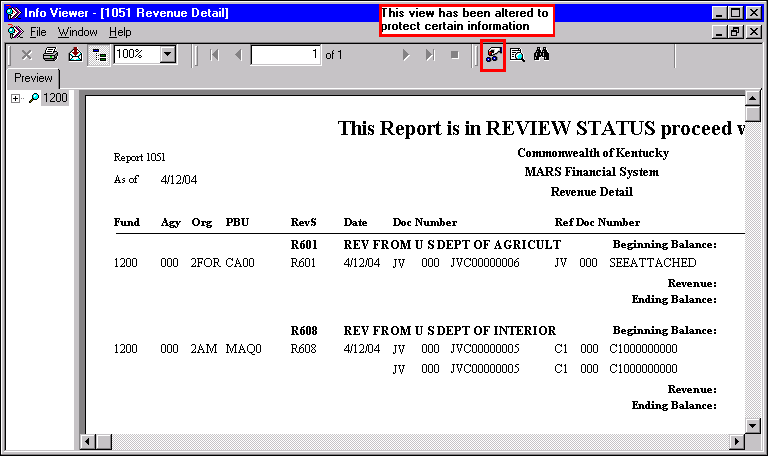 Info Viewer - [1051 Revenue Detail]
This view has been altered to
protect certain information
File Window Help
100% 1 of 1
Preview
1200
This Report is in REVIEW STATUS proceed w
Commonwealth of Kentucky
Report 1051
MARS Financial System
As of 4/12/04
Revenue Detail
Fund Agy Org PBU RevS Date Doc Number Ref Doc Number
R601 REV FROM U S DEPT OF AGRICULT Beginning Balance:
1200 000 2FOR CA00 R601 4/12/04 JV 000 JVC00000006 JV 000 SEEATTACHED
Revenue:
Ending Balance:
R608 REV FROM U S DEPT OF INTERIOR Beginning Balance:
1200 000 2AM MAQ0 R608 4/12/04 JV 000 JVC00000005 C1 000 C1000000000
JV 000 JVC00000005 C1 000 C1000000000
Revenue:
Ending Balance: